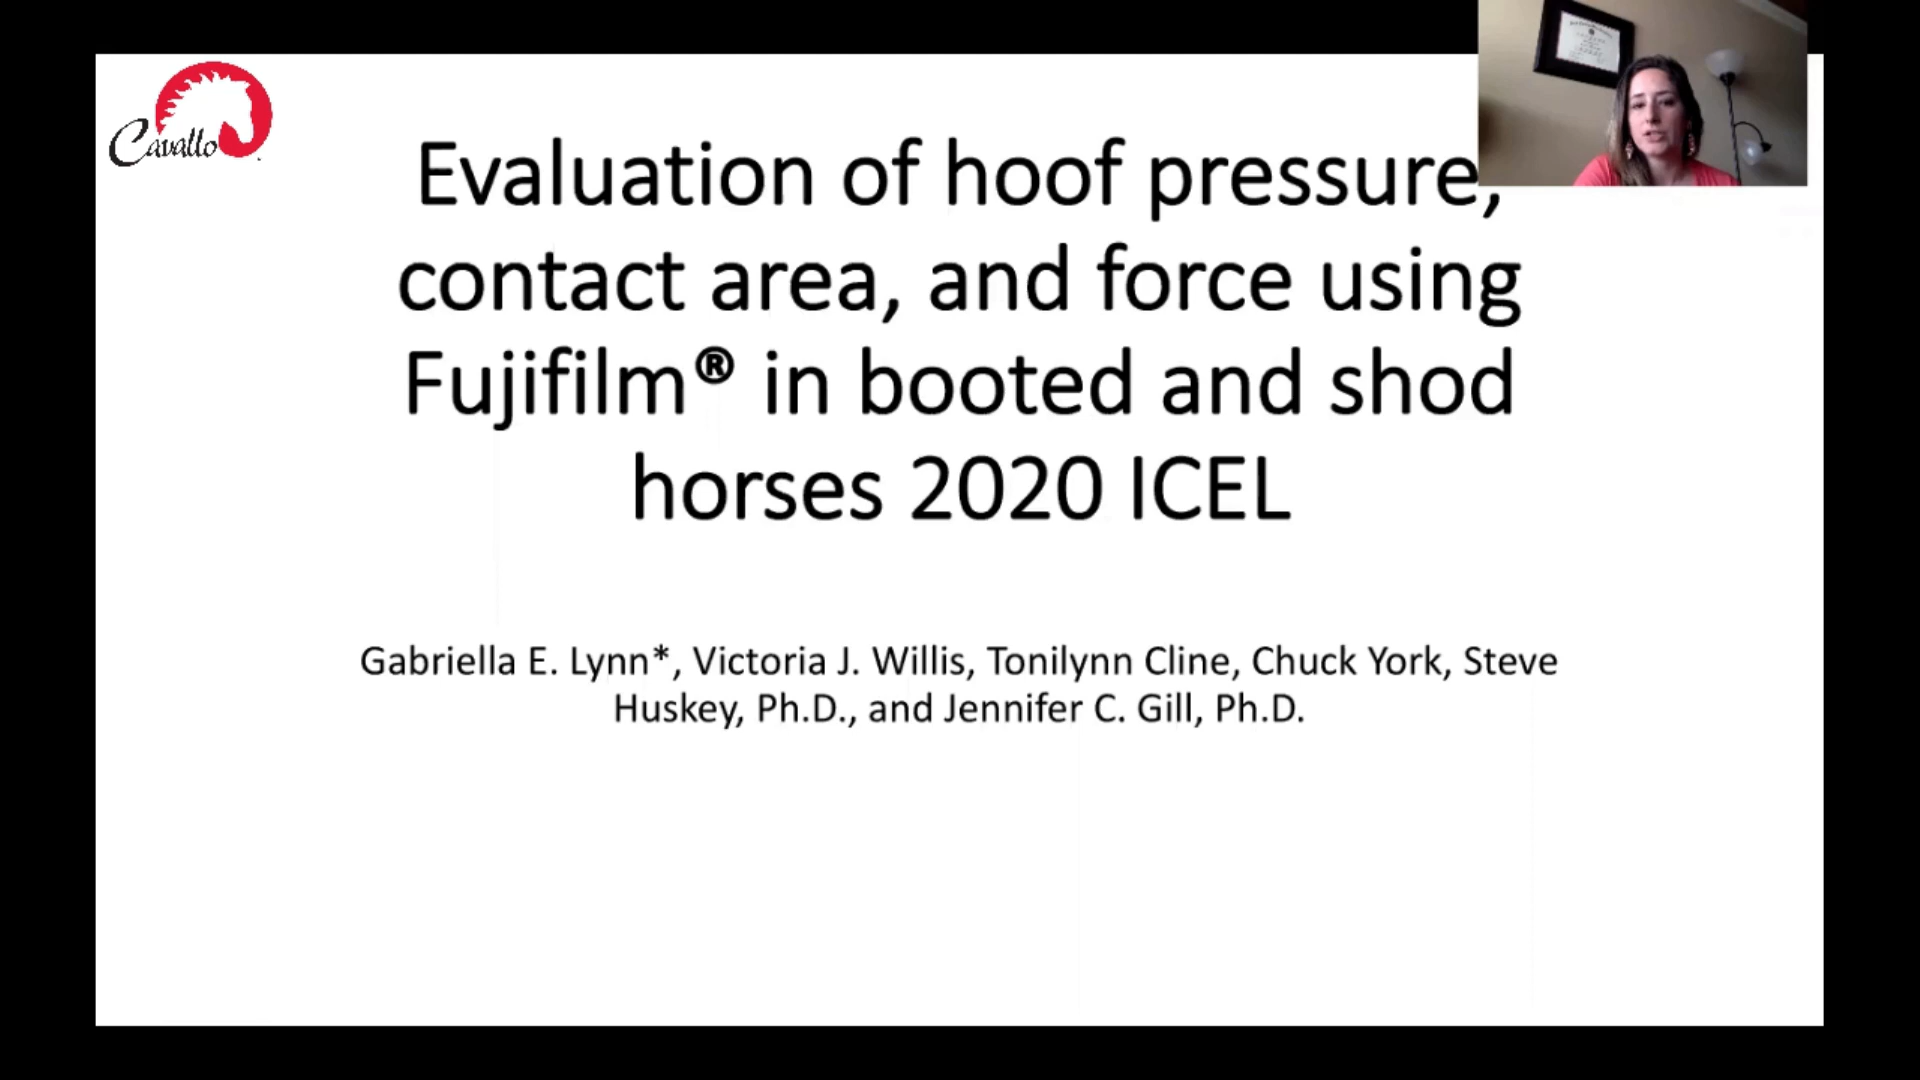 Cavallo
Evaluation of hoof pressure,
contact area, and force using
Fujifilm® in booted and shod
horses 2020 ICEL
Gabriella E. Lynn*, Victoria J. Willis, Tonilynn Cline, Chuck York, Steve
Huskey, Ph.D., and Jennifer C. Gill, Ph.D.